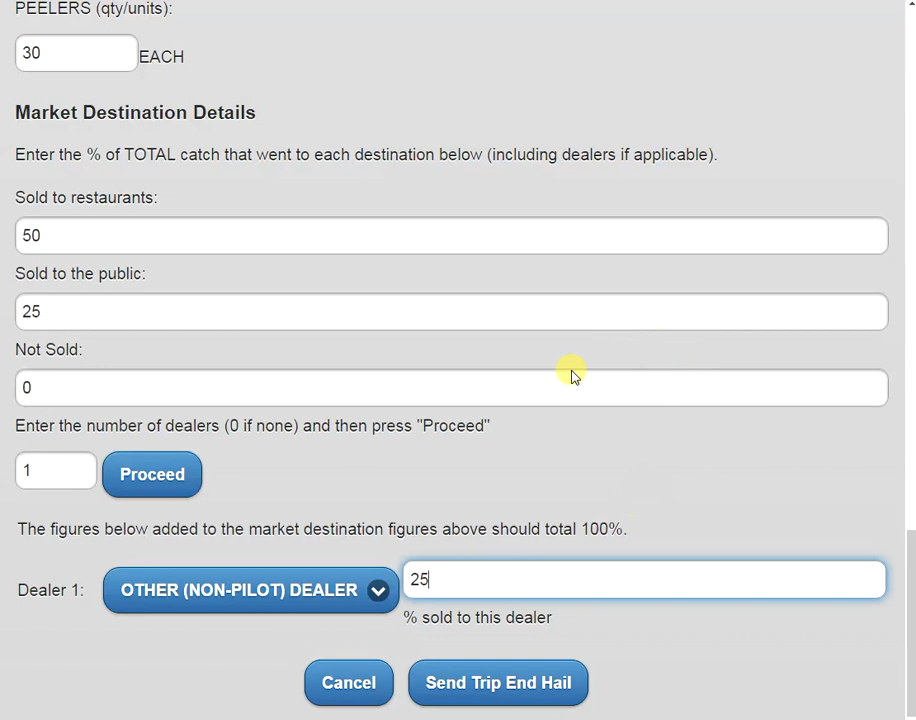 PEELERS (qty/units):
30
EACH
Market Destination Details
Enter the % of TOTAL catch that went to each destination below (including dealers if applicable).
Sold to restaurants:
50
Sold to the public:
25
Not Sold:
0
Enter the number of dealers (0 if none) and then press "Proceed"
1
Proceed
The figures below added to the market destination figures above should total 100%.
Dealer 1:
OTHER (NON-PILOT) DEALER
25
% sold to this dealer
Cancel
Send Trip End Hail